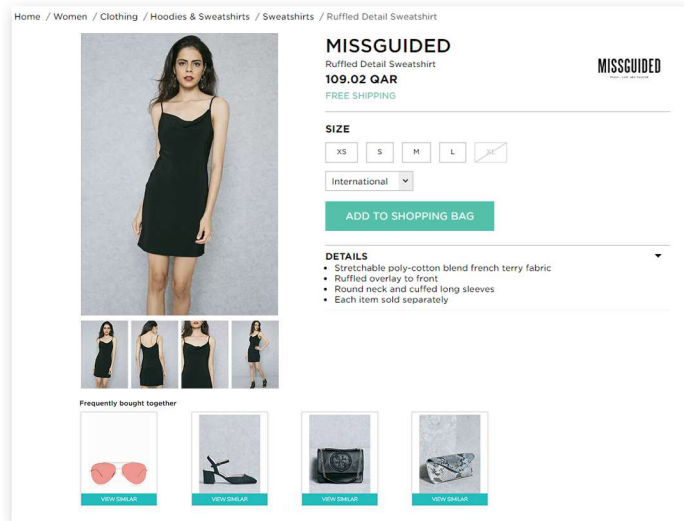 Home / Women / Clothing / Hoodies & Sweatshirts / Sweatshirts / Ruffled Detail Sweatshirt
MISSGUIDED
Ruffled Detail Sweatshirt
109.02 QAR
FREE SHIPPING
MISSGUIDED
SIZE
XS S M L XL
International
ADD TO SHOPPING BAG
DETAILS
• Stretchable poly-cotton blend french terry fabric
• Ruffled overlay to front
• Round neck and cuffed long sleeves
• Each item sold separately
Frequently bought together
VIEW SIMILAR VIEW SIMILAR VIEW SIMILAR VIEW SIMILAR